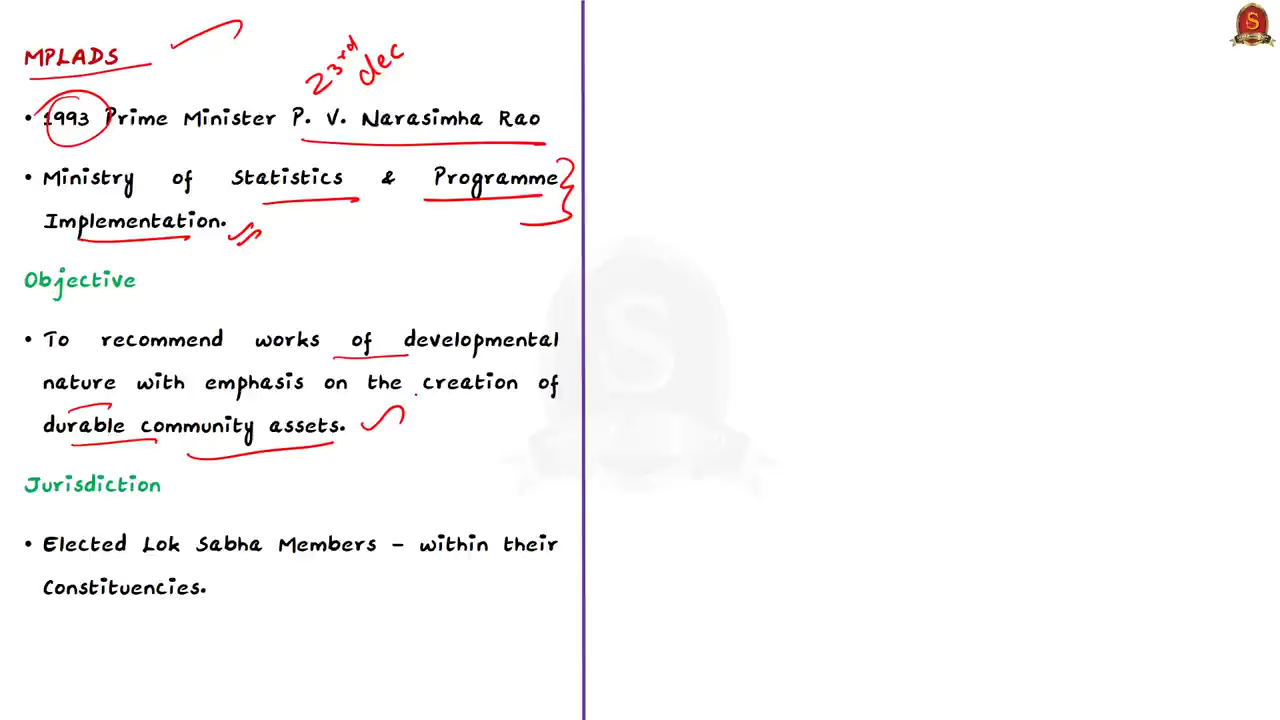 MPLADS
23rd dec
• 1993 Prime Minister P. V. Narasimha Rao
• Ministry of Statistics & Programme
Implementation.
Objective
• To recommend works of developmental
nature with emphasis on the creation of
durable community assets.
Jurisdiction
• Elected Lok Sabha Members – within their
Constituencies.
S
S